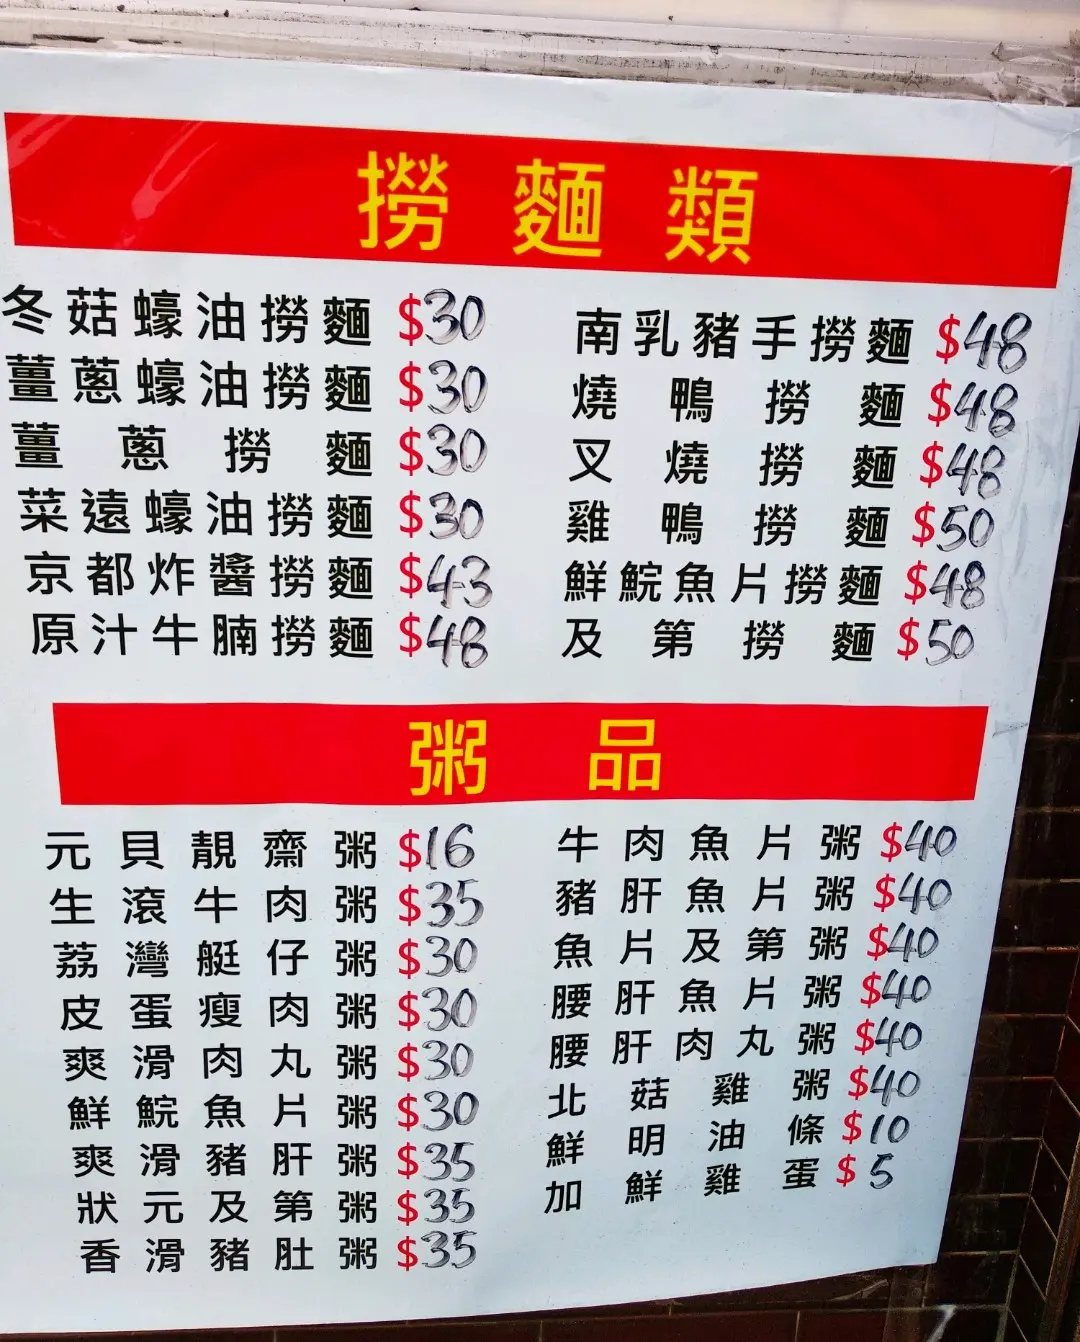 撈麵類
冬菇蠔油撈麵 $30
薑蔥蠔油撈麵 $30
薑蔥撈麵 $30
菜遠蠔油撈麵 $30
京都炸醬撈麵 $43
原汁牛腩撈麵 $48
南乳豬手撈麵 $48
燒鴨撈麵 $48
叉燒撈麵 $48
雞鴨撈麵 $50
鮮鯇魚片撈麵 $48
及第撈麵 $50
粥品
元貝靚齋粥 $16
生滾牛肉粥 $35
荔灣艇仔粥 $30
皮蛋瘦肉粥 $30
爽滑肉丸粥 $30
鮮鯇魚片粥 $30
爽滑豬肝粥 $35
狀元及第粥 $35
香滑豬肚粥 $35
牛肉魚片粥 $40
豬肝魚片粥 $40
魚片及第粥 $40
腰肝魚片粥 $40
腰肝肉丸粥 $40
北菇雞粥 $40
鮮明油條 $10
加鮮雞蛋 $5